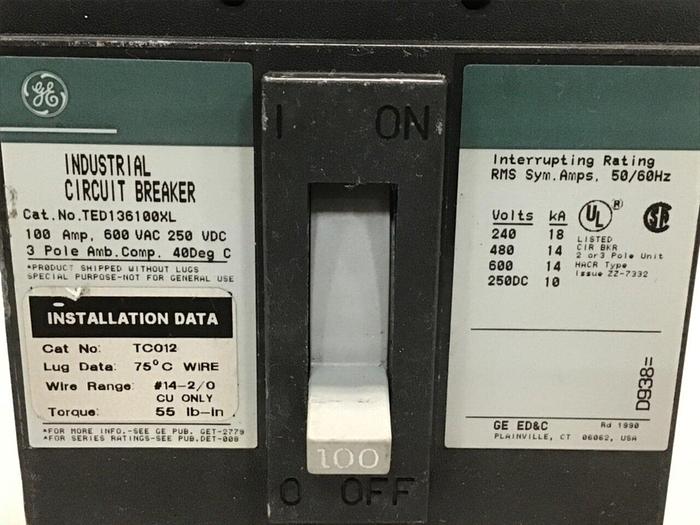 GE
INDUSTRIAL
CIRCUIT BREAKER
Cat.No.TED136100XL
100 Amp, 600 VAC 250 VDC
3 Pole Amb.Comp. 40Deg C
*PRODUCT SHIPPED WITHOUT LUGS
SPECIAL PURPOSE-NOT FOR GENERAL USE
INSTALLATION DATA
Cat No: TC012
Lug Data: 75°C WIRE
Wire Range: #14-2/0
CU ONLY
Torque: 55 lb-in
*FOR MORE INFO.-SEE GE PUB. GET-2779
*FOR SERIES RATINGS-SEE PUB.DET-008
I ON
100
O OFF
Interrupting Rating
RMS Sym.Amps. 50/60Hz
Volts kA
240 18
480 14
600 14
250DC 10
UL ®
SA
LISTED
CIR BKR
2 or 3 Pole Unit
HACR Type
Issue ZZ-7332
D938=
GE ED&C Rd 1990
PLAINVILLE, CT 06062, USA